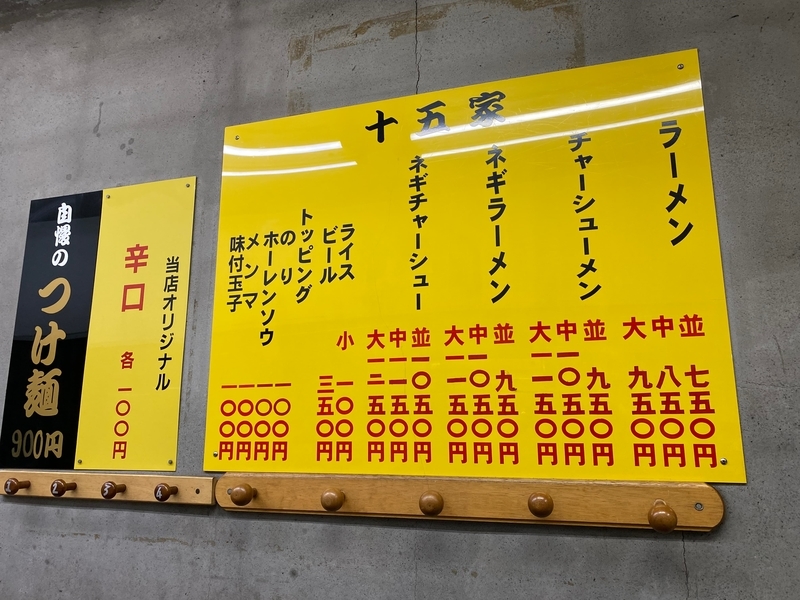 十五家
ラーメン
並 七五〇円
中 八五〇円
大 九五〇円
チャーシューメン
並 九五〇円
中 一〇五〇円
大 一一五〇円
ネギラーメン
並 九五〇円
中 一〇五〇円
大 一一五〇円
ネギチャーシュー
並 一〇五〇円
中 一一五〇円
大 一二五〇円
ライス 小 一〇〇円
ビール 三五〇円
トッピング
のり 一〇〇円
ホーレンソウ 一〇〇円
メンマ 一〇〇円
味付玉子 一〇〇円
当店オリジナル
辛口 各一〇〇円
自慢の
つけ麺
900円
1 2 3 4